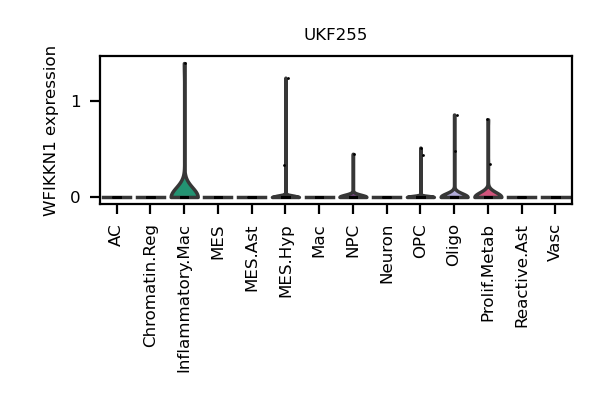 UKF255
WFIKKN1 expression
1
0
AC
Chromatin.Reg
Inflammatory.Mac
MES
MES.Ast
MES.Hyp
Mac
NPC
Neuron
OPC
Oligo
Prolif.Metab
Reactive.Ast
Vasc